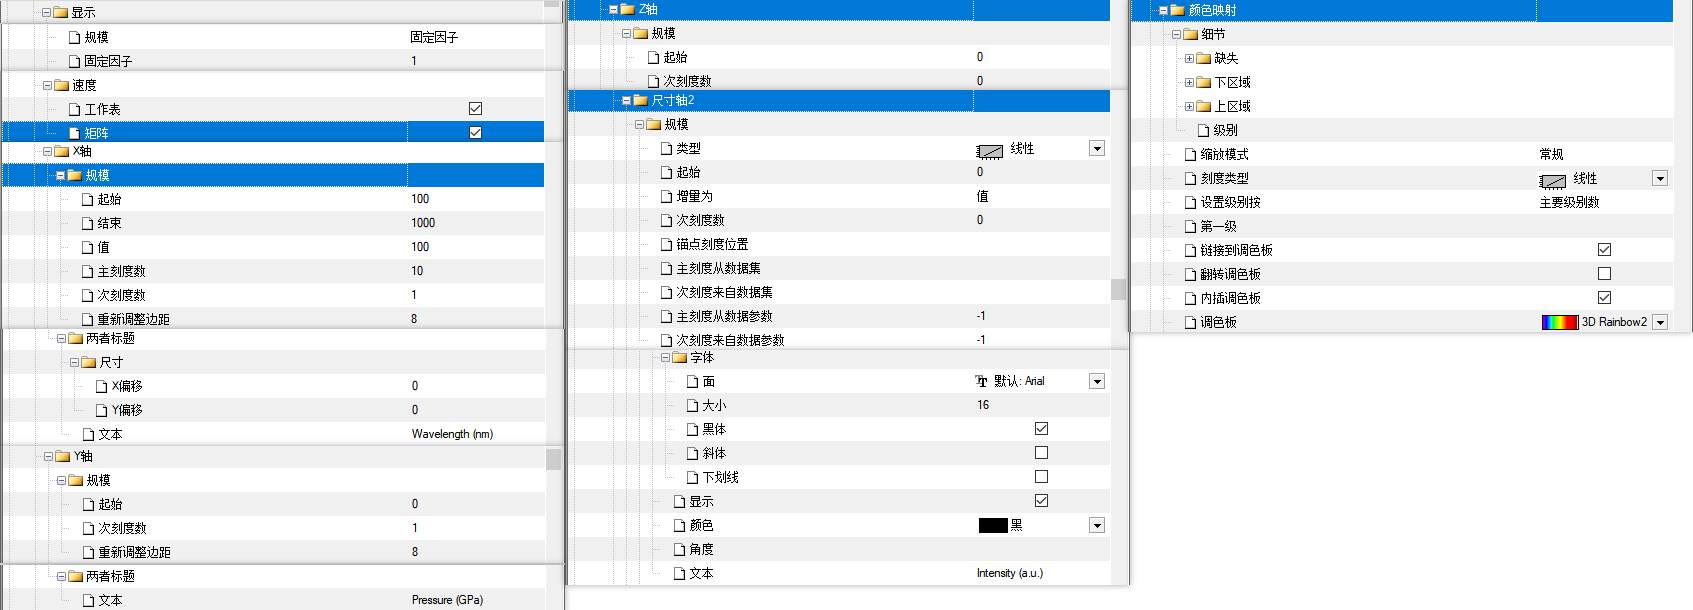 显示
规模 固定因子
固定因子 1
速度
工作表
矩阵
X轴
规模
起始 100
结束 1000
值 100
主刻度数 10
次刻度数 1
重新调整边距 8
两者标题
尺寸
X偏移 0
Y偏移 0
文本 Wavelength (nm)
Y轴
规模
起始 0
次刻度数 1
重新调整边距 8
两者标题
文本 Pressure (GPa)
Z轴
规模
起始 0
次刻度数 0
尺寸轴2
规模
类型 线性
起始 0
增量为 值
次刻度数 0
锚点刻度位置
主刻度从数据集
次刻度来自数据集
主刻度从数据参数 -1
次刻度来自数据参数 -1
字体
面 默认: Arial
大小 16
黑体
斜体
下划线
显示
颜色 黑
角度
文本 Intensity (a.u.)
颜色映射
细节
缺失
下区域
上区域
级别
缩放模式 常规
刻度类型 线性
设置级别按 主要级别数
第一级
链接到调色板
翻转调色板
内插调色板
调色板 3D Rainbow2